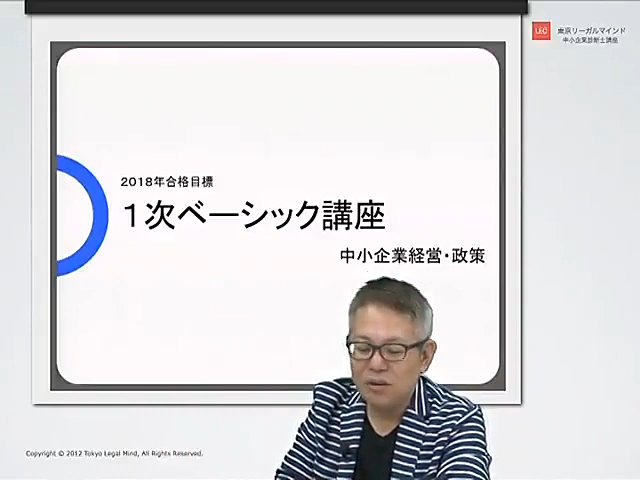 LEC 東京リーガルマインド
中小企業診断士講座
2018年合格目標
1次ベーシック講座
中小企業経営・政策
Copyright © 2012 Tokyo Legal Mind, All Rights Reserved.